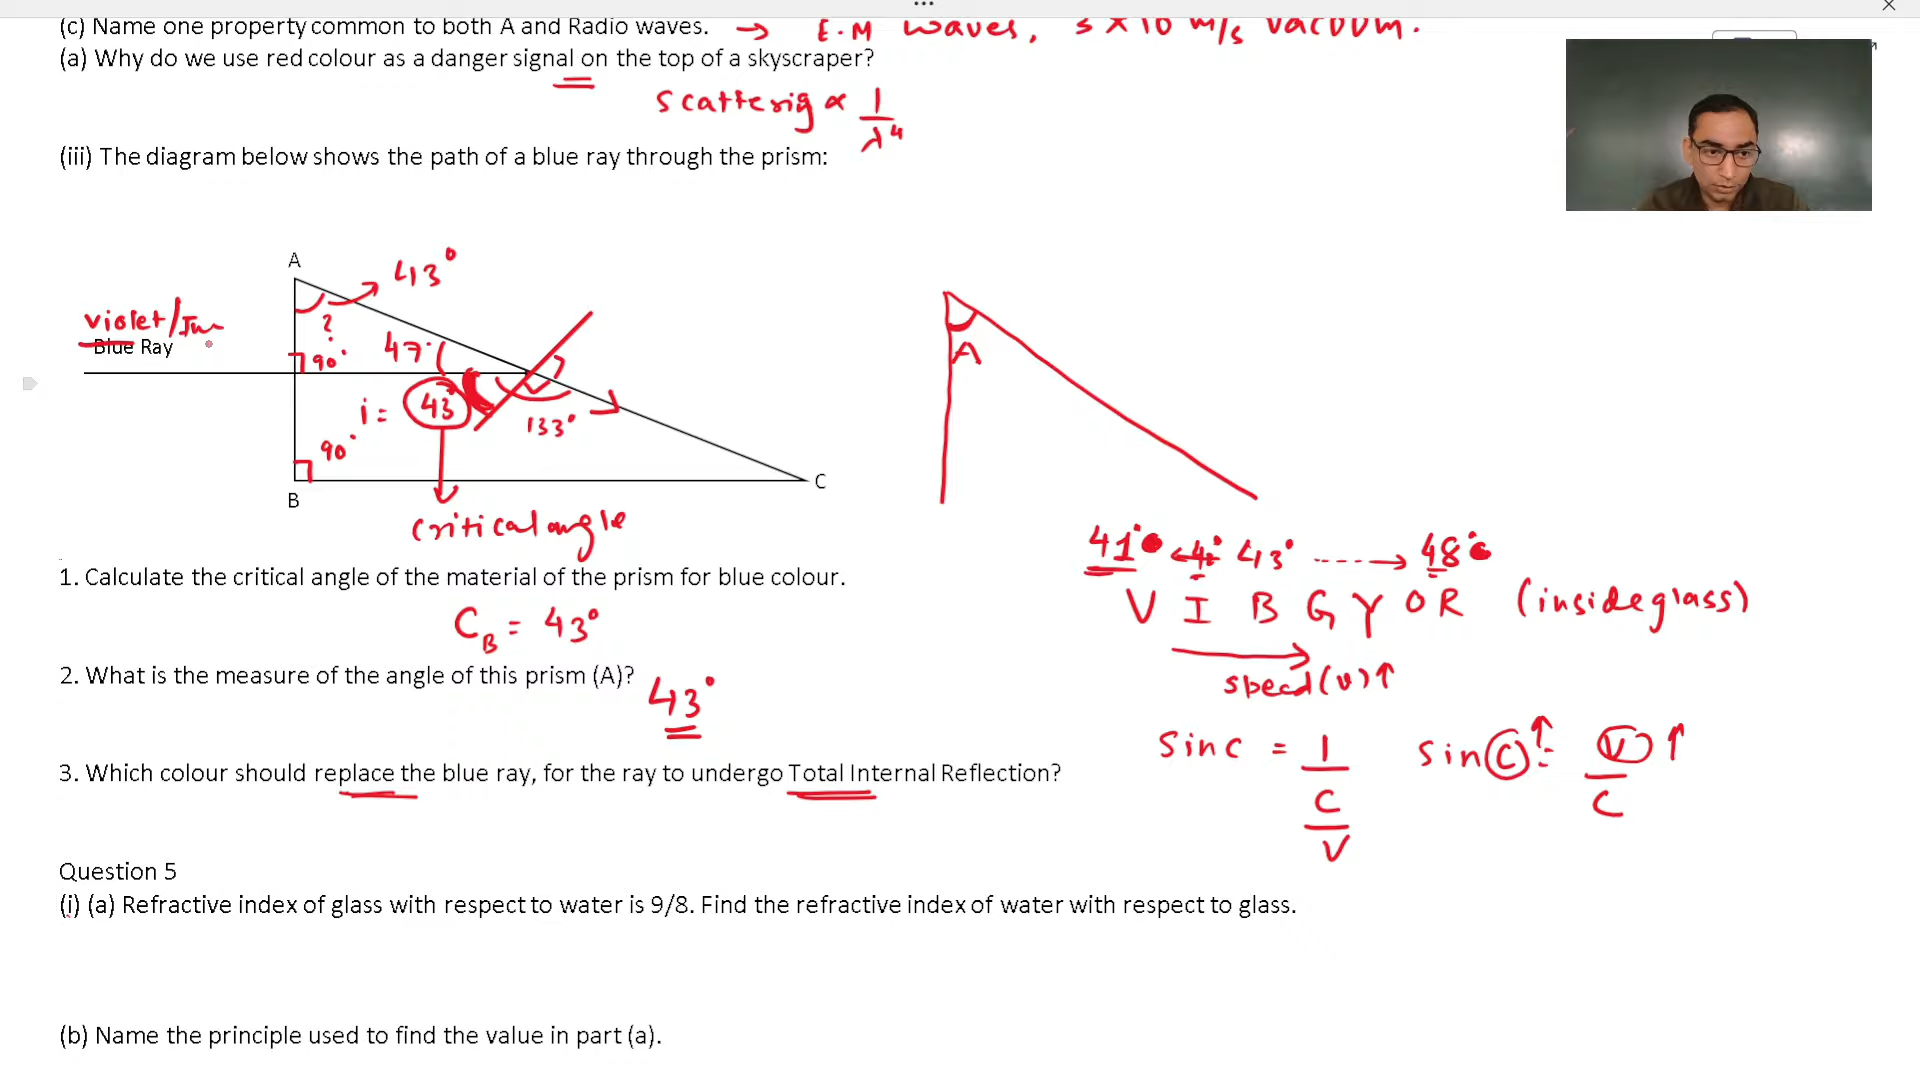 (c) Name one property common to both A and Radio waves. → E.M waves, 3 x 10 m/s vacuum.
(a) Why do we use red colour as a danger signal on the top of a skyscraper?
scatterig ∝ 1/λ⁴
(iii) The diagram below shows the path of a blue ray through the prism:
A 43°
violet/
Blue Ray
?
90°
47°
i = 43
133°
90°
B
C
critical angle
A
41° 43° ----→ 48°
V I B G Y O R (inside glass)
speed (v) ↑
1. Calculate the critical angle of the material of the prism for blue colour.
C_B = 43°
2. What is the measure of the angle of this prism (A)? 43°
sinc = 1/(c/v) sin C ↑ = v/c ↑
3. Which colour should replace the blue ray, for the ray to undergo Total Internal Reflection?
Question 5
(i) (a) Refractive index of glass with respect to water is 9/8. Find the refractive index of water with respect to glass.
(b) Name the principle used to find the value in part (a).